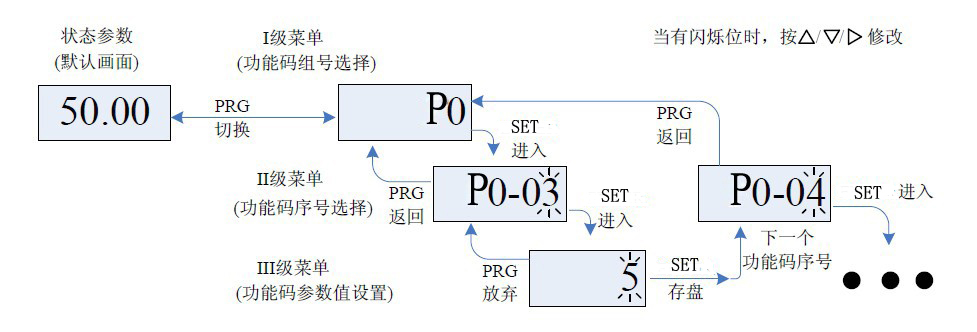 状态参数
(默认画面)
I级菜单
(功能码组号选择)
当有闪烁位时，按△/▽/▷ 修改
50.00
PRG
切换
P0
SET
进入
PRG
返回
II级菜单
(功能码序号选择)
PRG
返回
P0-03
SET
进入
P0-04
SET 进入
下一个
功能码序号
III级菜单
(功能码参数值设置)
PRG
放弃
5
SET
存盘